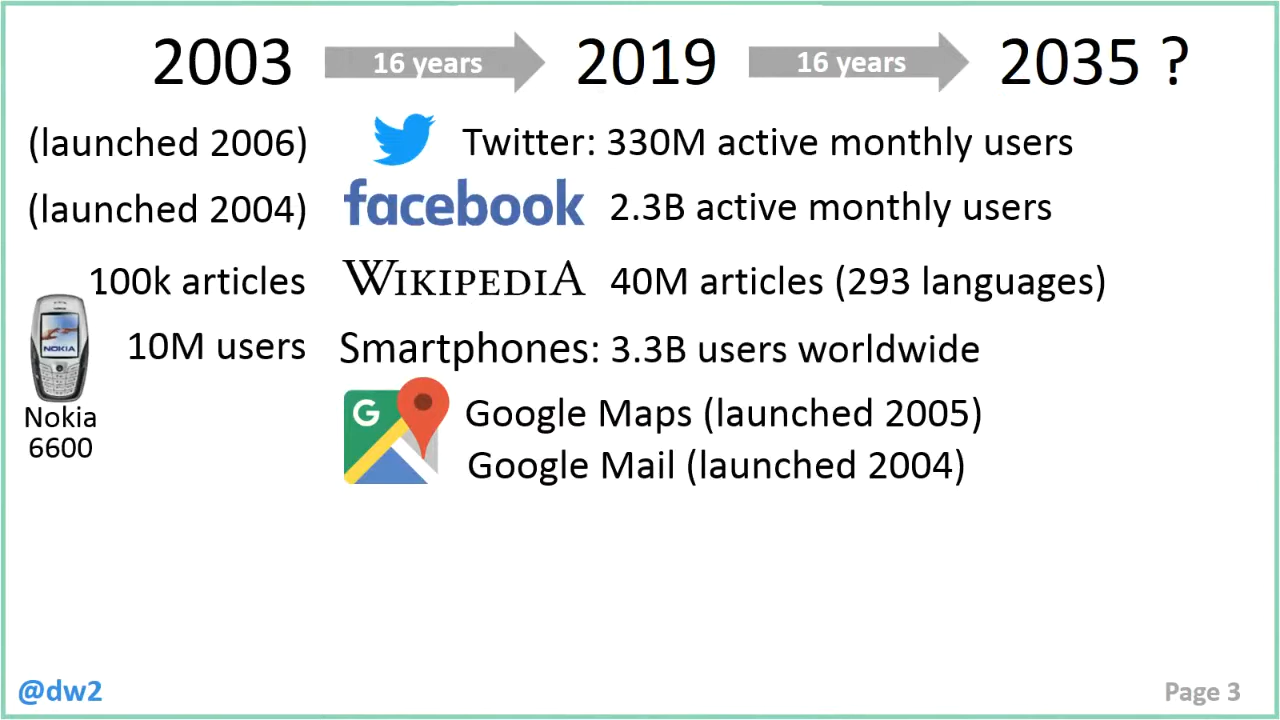 2003 16 years 2019 16 years 2035 ?
(launched 2006) Twitter: 330M active monthly users
(launched 2004) facebook 2.3B active monthly users
100k articles WIKIPEDIA 40M articles (293 languages)
NOKIA
10M users Smartphones: 3.3B users worldwide
Nokia
6600
G Google Maps (launched 2005)
Google Mail (launched 2004)
@dw2 Page 3